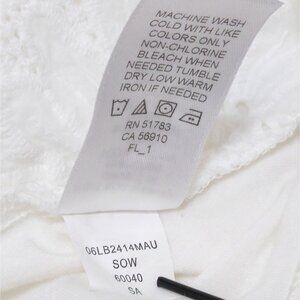 MACHINE WASH
COLD WITH LIKE
COLORS ONLY
NON-CHLORINE
BLEACH WHEN
NEEDED TUMBLE
DRY LOW WARM
IRON IF NEEDED
RN 51783
CA 56910
FL_1
06LB2414MAU
SOW
60040
SA